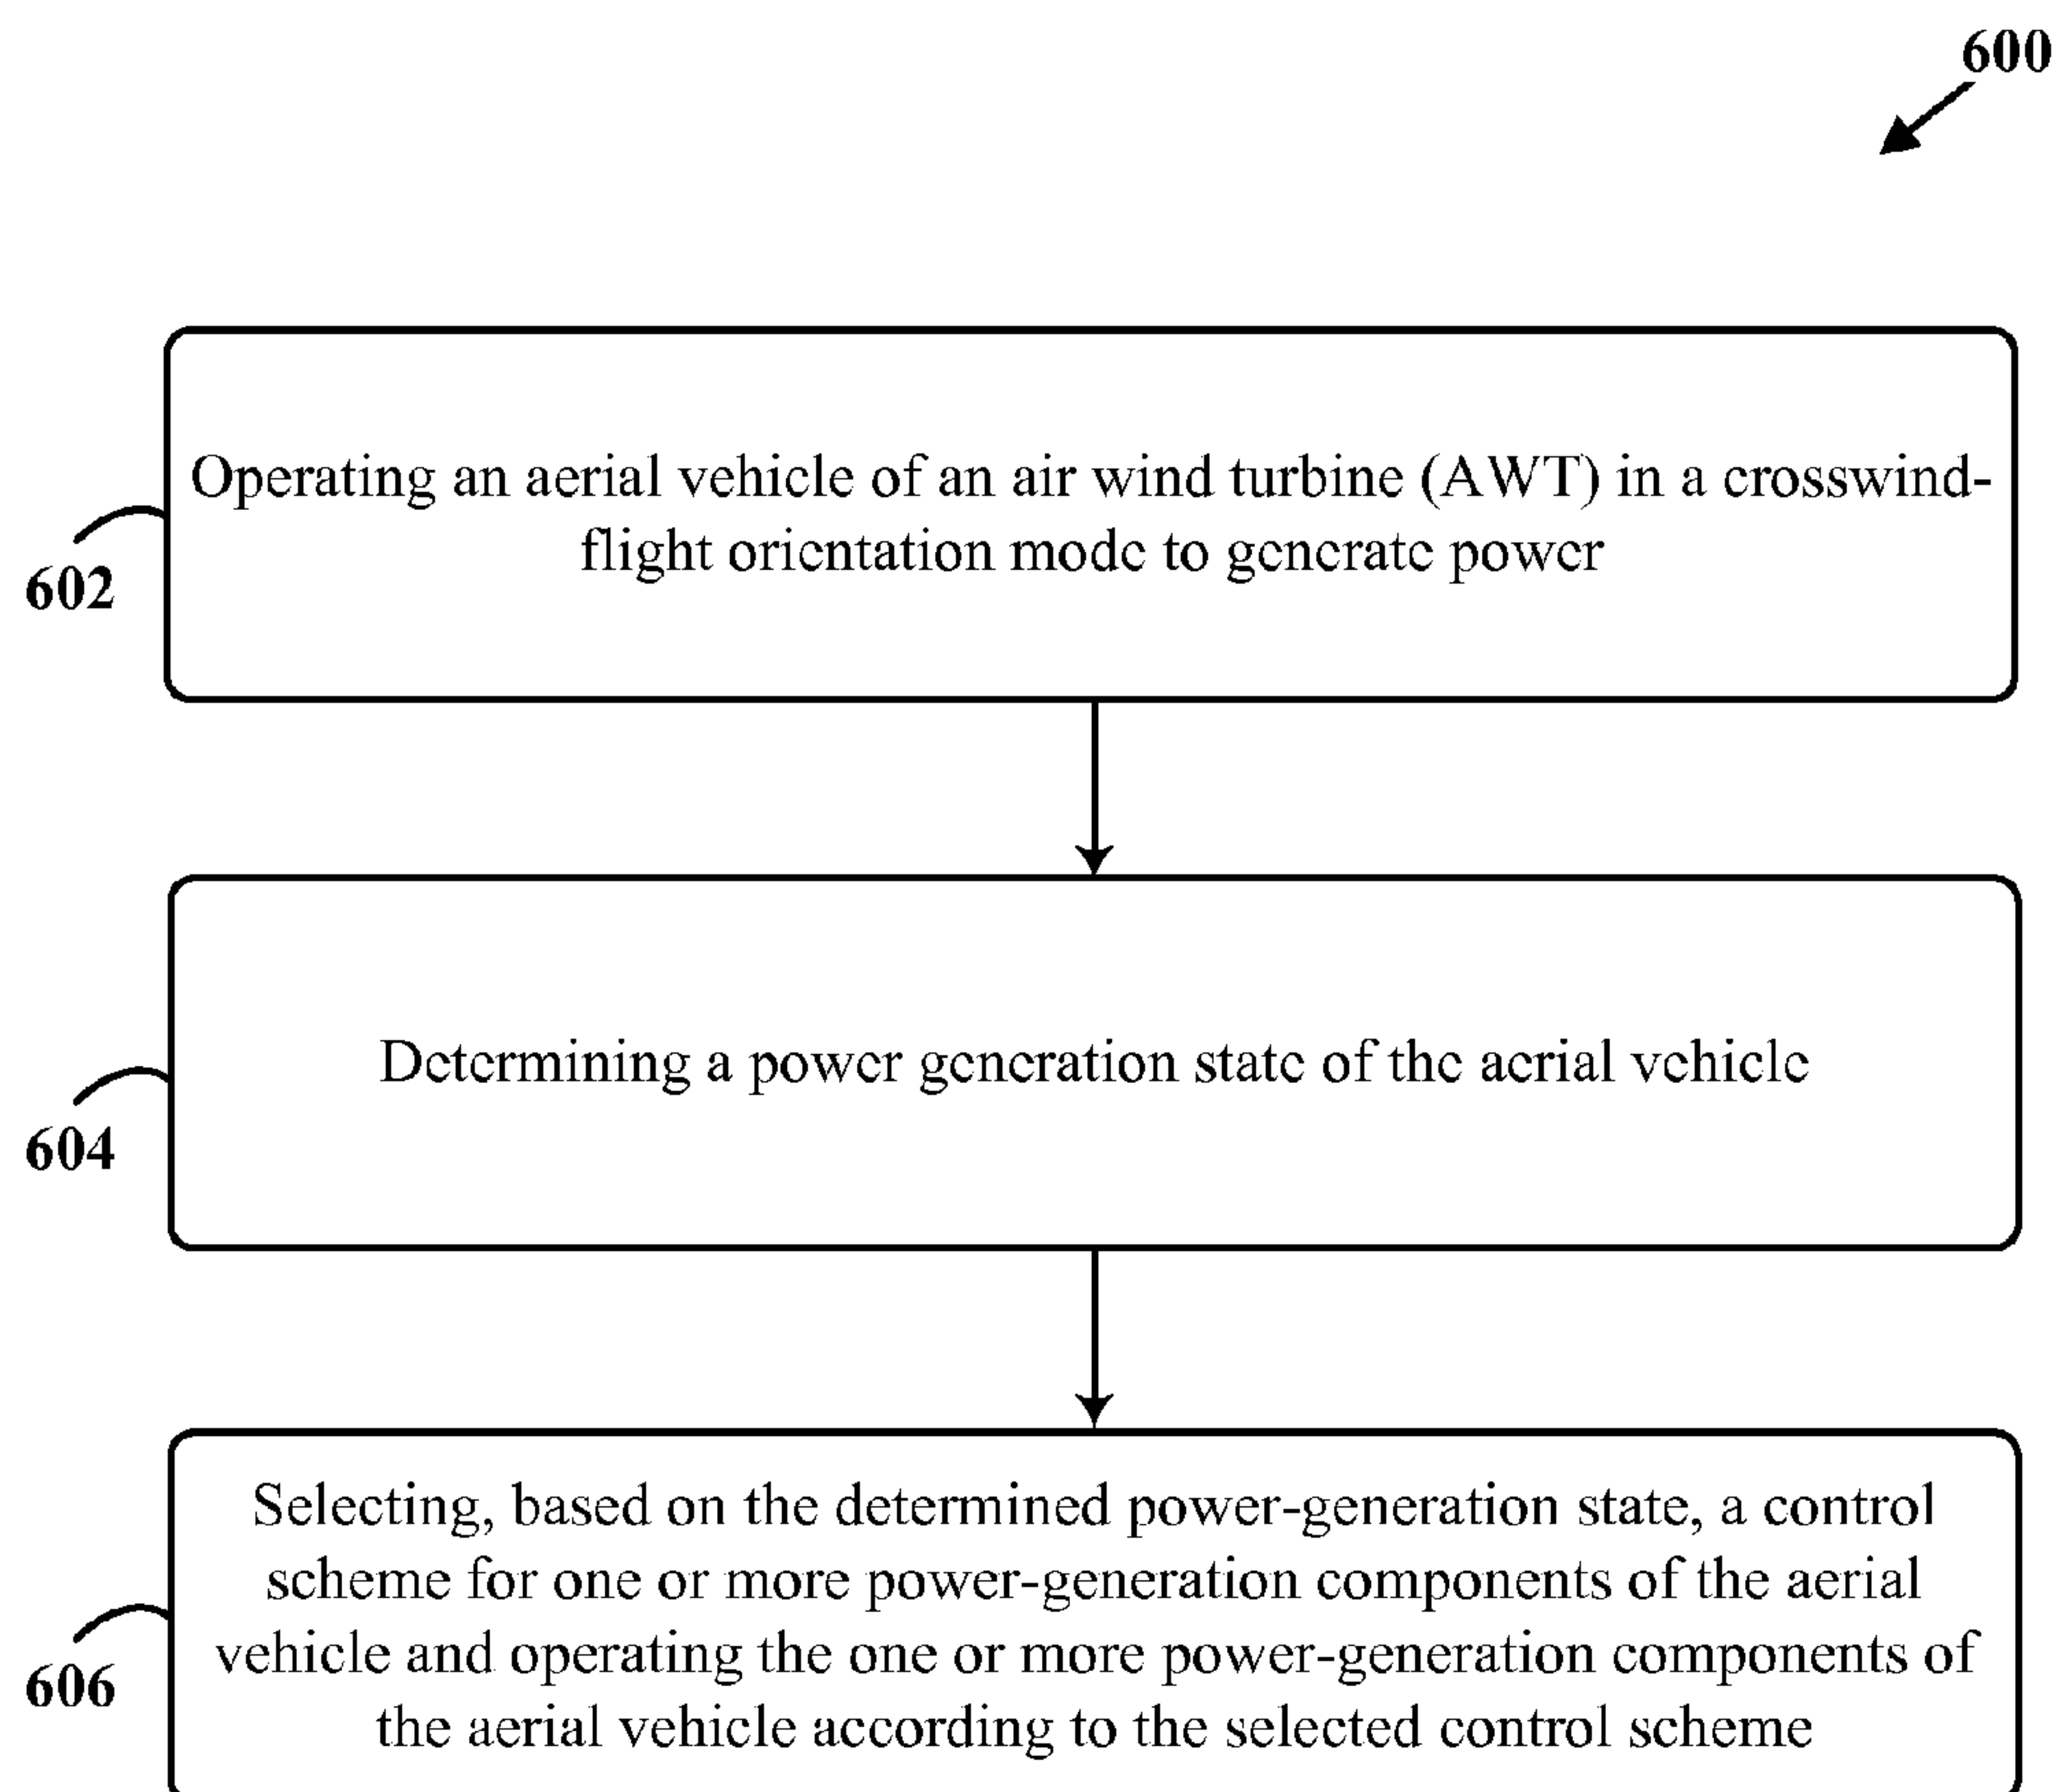 600
Operating an aerial vehicle of an air wind turbine (AWT) in a crosswind-
flight orientation mode to generate power
602
Determining a power generation state of the aerial vehicle
604
Selecting, based on the determined power-generation state, a control
scheme for one or more power-generation components of the aerial
vehicle and operating the one or more power-generation components of
the aerial vehicle according to the selected control scheme
606